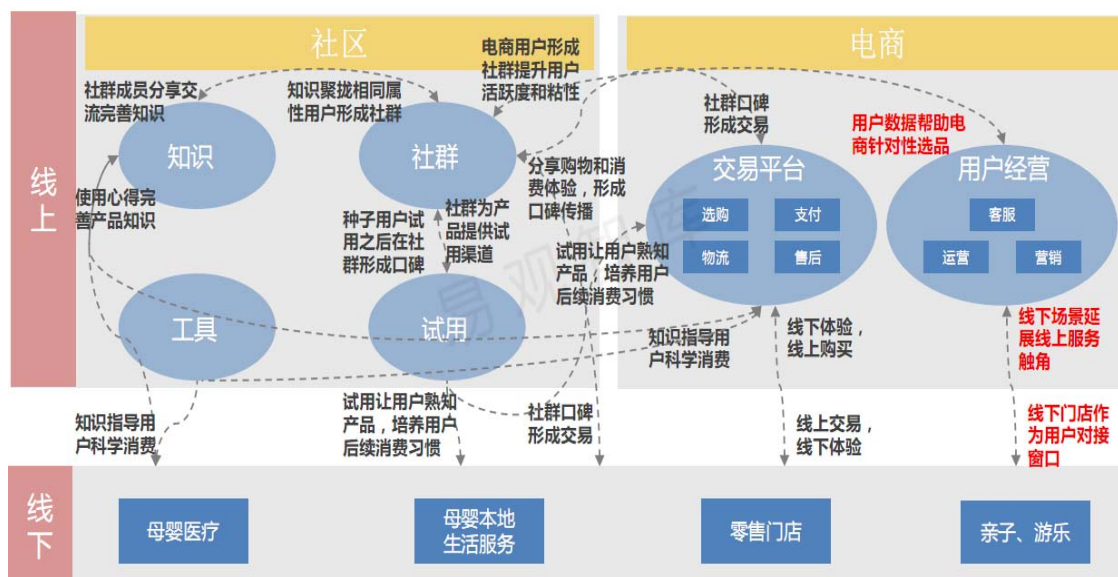 社区
电商
线上
社群成员分享交
流完善知识
知识聚拢相同属
性用户形成社群
电商用户形成
社群提升用户
活跃度和粘性
社群口碑
形成交易
用户数据帮助电
商针对性选品
知识
社群
交易平台
选购
支付
物流
售后
用户经营
客服
运营
营销
使用心得完
善产品知识
种子用户试
用之后在社
群形成口碑
社群为产
品提供试
用渠道
分享购物和消
费体验，形成
口碑传播
试用让用户熟知
产品，培养用户
后续消费习惯
易观智库
工具
试用
知识指导用
户科学消费
线下体验，
线上购买
线下场景延
展线上服务
触角
知识指导用
户科学消费
试用让用户熟知
产品，培养用户
后续消费习惯
社群口碑
形成交易
线上交易，
线下体验
线下门店作
为用户对接
窗口
线下
母婴医疗
母婴本地
生活服务
零售门店
亲子、游乐